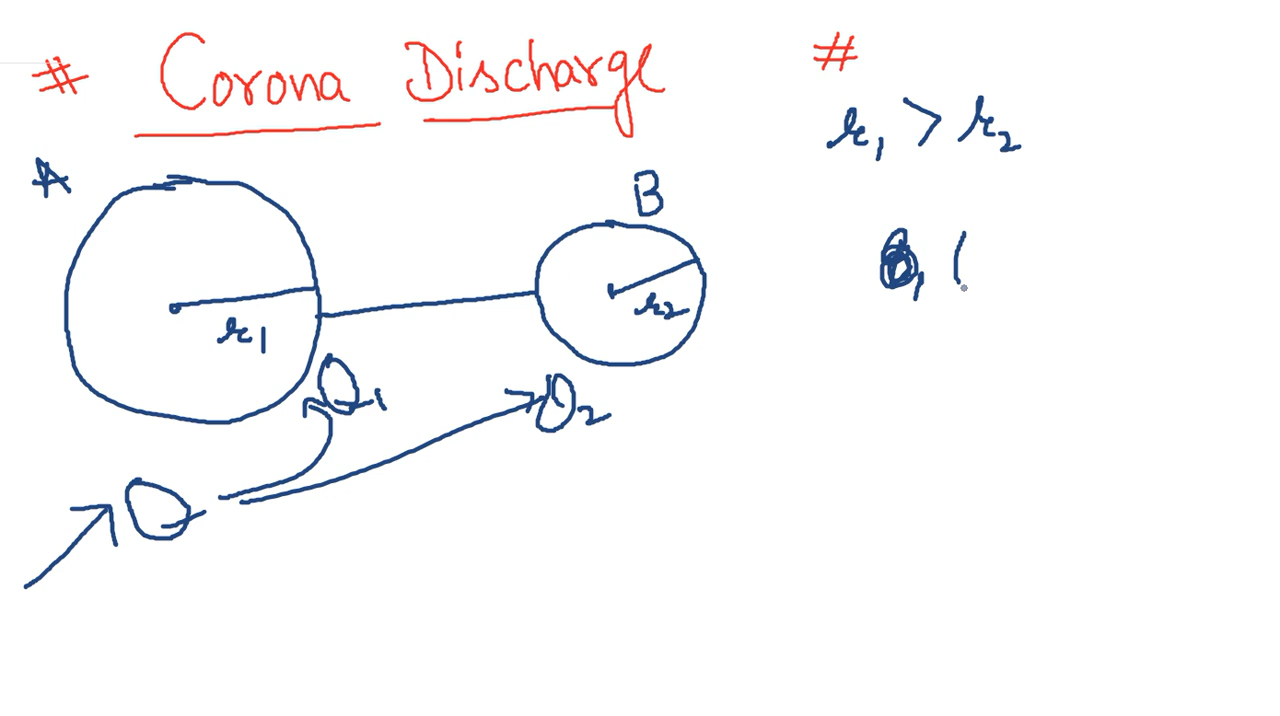 # Corona Discharge
#
r₁ > r₂
A
B
r₁
r₂
Q₁
Q₂
Q